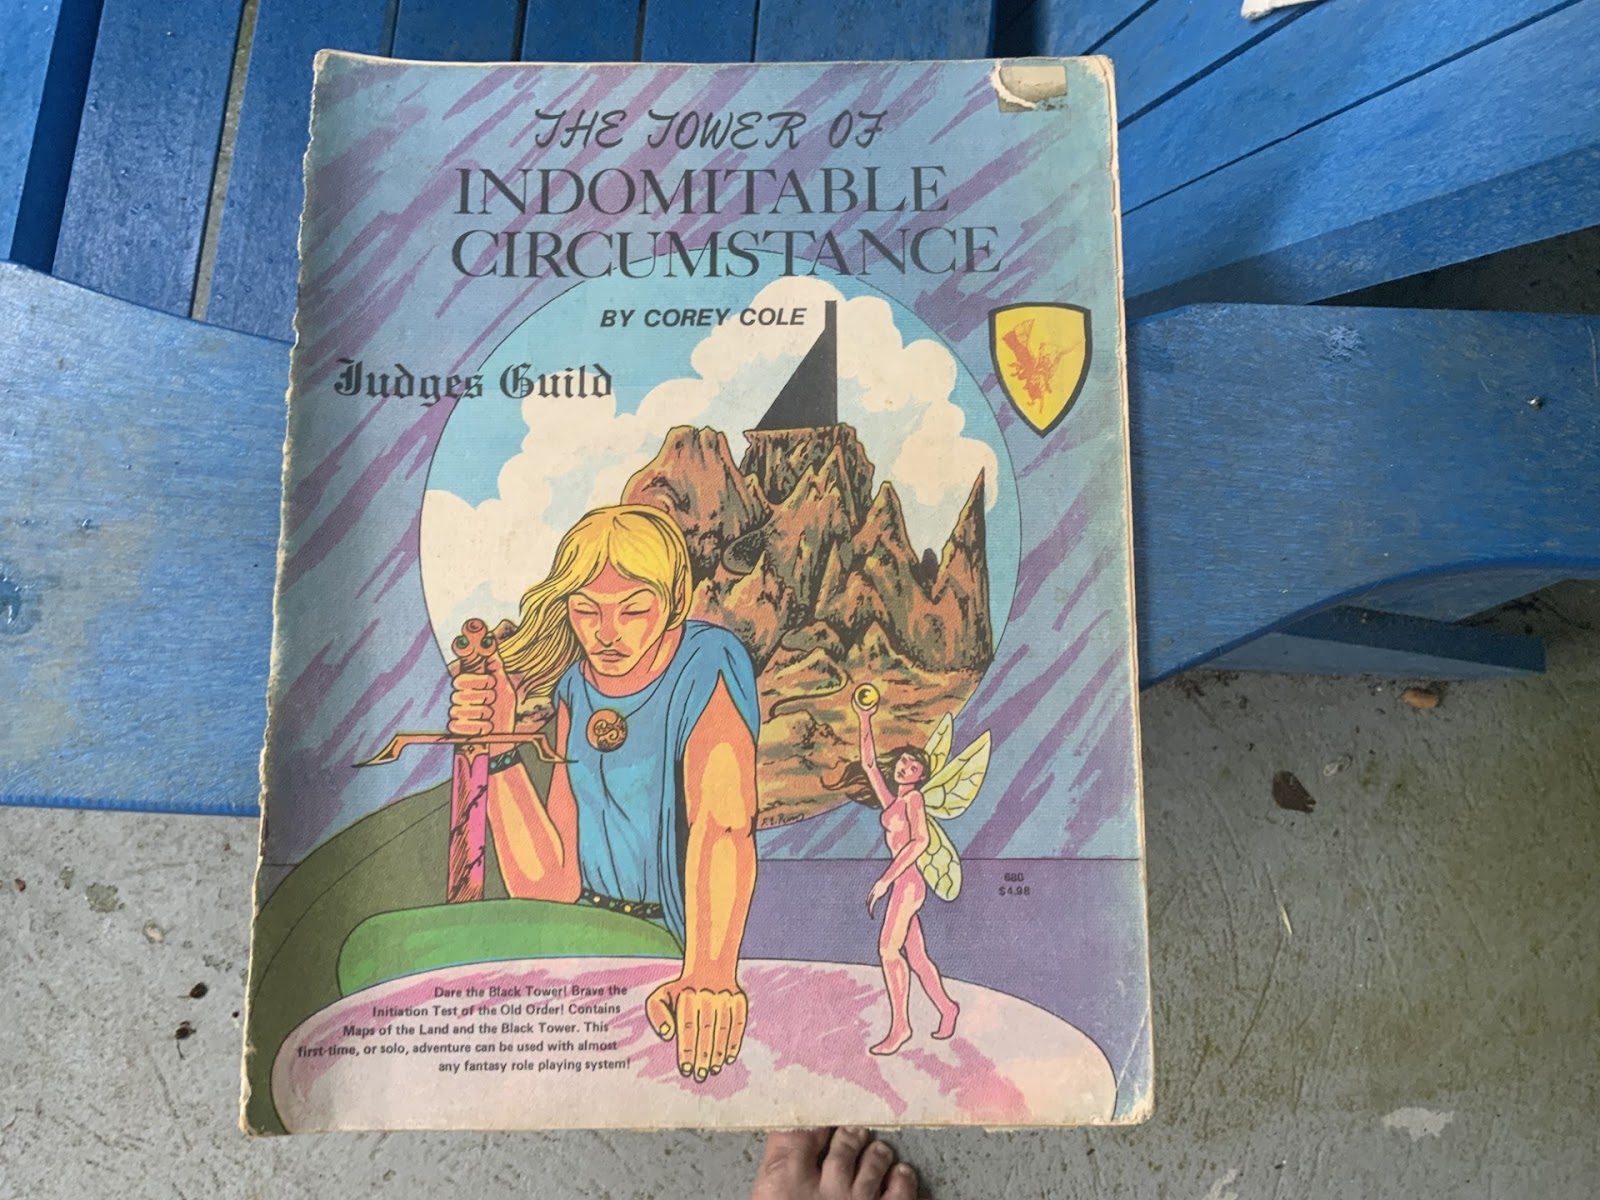 THE TOWER OF
INDOMITABLE
CIRCUMSTANCE
BY COREY COLE
Judges Guild
680
$4.98
Dare the Black Tower! Brave the
Initiation Test of the Old Order! Contains
Maps of the Land and the Black Tower. This
first-time, or solo, adventure can be used with almost
any fantasy role playing system!